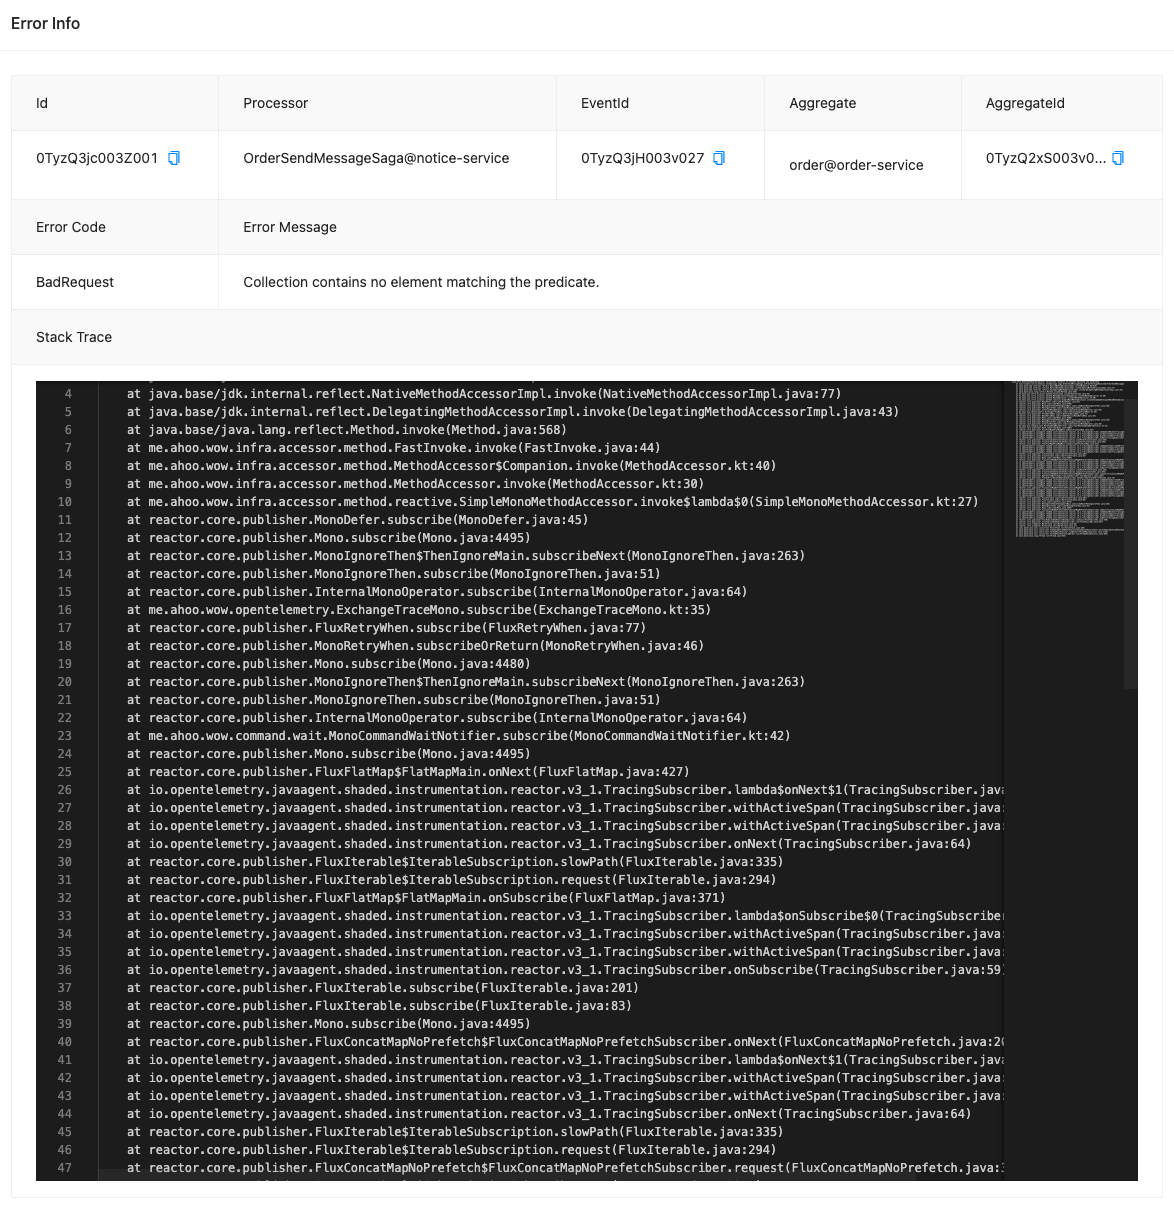 Error Info
Id Processor EventId Aggregate AggregateId
0TyzQ3jc003Z001 OrderSendMessageSaga@notice-service 0TyzQ3jH003v027 order@order-service 0TyzQ2xS003v0...
Error Code Error Message
BadRequest Collection contains no element matching the predicate.
Stack Trace
4 at java.base/jdk.internal.reflect.NativeMethodAccessorImpl.invoke(NativeMethodAccessorImpl.java:77)
5 at java.base/jdk.internal.reflect.DelegatingMethodAccessorImpl.invoke(DelegatingMethodAccessorImpl.java:43)
6 at java.base/java.lang.reflect.Method.invoke(Method.java:568)
7 at me.ahoo.wow.infra.accessor.method.FastInvoke.invoke(FastInvoke.java:44)
8 at me.ahoo.wow.infra.accessor.method.MethodAccessor$Companion.invoke(MethodAccessor.kt:40)
9 at me.ahoo.wow.infra.accessor.method.MethodAccessor.invoke(MethodAccessor.kt:30)
10 at me.ahoo.wow.infra.accessor.method.reactive.SimpleMonoMethodAccessor.invoke$lambda$0(SimpleMonoMethodAccessor.kt:27)
11 at reactor.core.publisher.MonoDefer.subscribe(MonoDefer.java:45)
12 at reactor.core.publisher.Mono.subscribe(Mono.java:4495)
13 at reactor.core.publisher.MonoIgnoreThen$ThenIgnoreMain.subscribeNext(MonoIgnoreThen.java:263)
14 at reactor.core.publisher.MonoIgnoreThen.subscribe(MonoIgnoreThen.java:51)
15 at reactor.core.publisher.InternalMonoOperator.subscribe(InternalMonoOperator.java:64)
16 at me.ahoo.wow.opentelemetry.ExchangeTraceMono.subscribe(ExchangeTraceMono.kt:35)
17 at reactor.core.publisher.FluxRetryWhen.subscribe(FluxRetryWhen.java:77)
18 at reactor.core.publisher.MonoRetryWhen.subscribeOrReturn(MonoRetryWhen.java:46)
19 at reactor.core.publisher.Mono.subscribe(Mono.java:4480)
20 at reactor.core.publisher.MonoIgnoreThen$ThenIgnoreMain.subscribeNext(MonoIgnoreThen.java:263)
21 at reactor.core.publisher.MonoIgnoreThen.subscribe(MonoIgnoreThen.java:51)
22 at reactor.core.publisher.InternalMonoOperator.subscribe(InternalMonoOperator.java:64)
23 at me.ahoo.wow.command.wait.MonoCommandWaitNotifier.subscribe(MonoCommandWaitNotifier.kt:42)
24 at reactor.core.publisher.Mono.subscribe(Mono.java:4495)
25 at reactor.core.publisher.FluxFlatMap$FlatMapMain.onNext(FluxFlatMap.java:427)
26 at io.opentelemetry.javaagent.shaded.instrumentation.reactor.v3_1.TracingSubscriber.lambda$onNext$1(TracingSubscriber.java
27 at io.opentelemetry.javaagent.shaded.instrumentation.reactor.v3_1.TracingSubscriber.withActiveSpan(TracingSubscriber.java:
28 at io.opentelemetry.javaagent.shaded.instrumentation.reactor.v3_1.TracingSubscriber.withActiveSpan(TracingSubscriber.java:
29 at io.opentelemetry.javaagent.shaded.instrumentation.reactor.v3_1.TracingSubscriber.onNext(TracingSubscriber.java:64)
30 at reactor.core.publisher.FluxIterable$IterableSubscription.slowPath(FluxIterable.java:335)
31 at reactor.core.publisher.FluxIterable$IterableSubscription.request(FluxIterable.java:294)
32 at reactor.core.publisher.FluxFlatMap$FlatMapMain.onSubscribe(FluxFlatMap.java:371)
33 at io.opentelemetry.javaagent.shaded.instrumentation.reactor.v3_1.TracingSubscriber.lambda$onSubscribe$0(TracingSubscriber
34 at io.opentelemetry.javaagent.shaded.instrumentation.reactor.v3_1.TracingSubscriber.withActiveSpan(TracingSubscriber.java:
35 at io.opentelemetry.javaagent.shaded.instrumentation.reactor.v3_1.TracingSubscriber.withActiveSpan(TracingSubscriber.java:
36 at io.opentelemetry.javaagent.shaded.instrumentation.reactor.v3_1.TracingSubscriber.onSubscribe(TracingSubscriber.java:59)
37 at reactor.core.publisher.FluxIterable.subscribe(FluxIterable.java:201)
38 at reactor.core.publisher.FluxIterable.subscribe(FluxIterable.java:83)
39 at reactor.core.publisher.Mono.subscribe(Mono.java:4495)
40 at reactor.core.publisher.FluxConcatMapNoPrefetch$FluxConcatMapNoPrefetchSubscriber.onNext(FluxConcatMapNoPrefetch.java:20
41 at io.opentelemetry.javaagent.shaded.instrumentation.reactor.v3_1.TracingSubscriber.lambda$onNext$1(TracingSubscriber.java
42 at io.opentelemetry.javaagent.shaded.instrumentation.reactor.v3_1.TracingSubscriber.withActiveSpan(TracingSubscriber.java:
43 at io.opentelemetry.javaagent.shaded.instrumentation.reactor.v3_1.TracingSubscriber.withActiveSpan(TracingSubscriber.java:
44 at io.opentelemetry.javaagent.shaded.instrumentation.reactor.v3_1.TracingSubscriber.onNext(TracingSubscriber.java:64)
45 at reactor.core.publisher.FluxIterable$IterableSubscription.slowPath(FluxIterable.java:335)
46 at reactor.core.publisher.FluxIterable$IterableSubscription.request(FluxIterable.java:294)
47 at reactor.core.publisher.FluxConcatMapNoPrefetch$FluxConcatMapNoPrefetchSubscriber.request(FluxConcatMapNoPrefetch.java:3